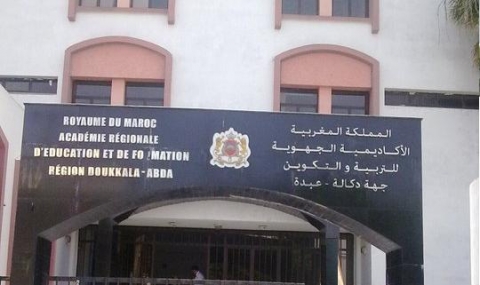 ROYAUME DU MAROC
ACADÉMIE RÉGIONALE
D'EDUCATION ET DE FO MATION
RÉGION DOUKKALA - ABDA
المملكة المغربية
الأكاديمية الجهوية
للتربية و التكوين
جهة دكالة - عبدة